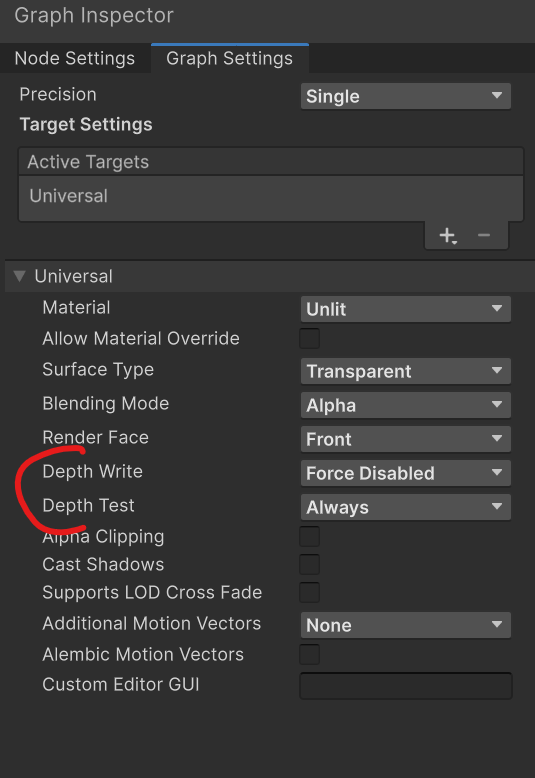 Graph Inspector
Node Settings Graph Settings
Precision Single
Target Settings
Active Targets
Universal
Universal
Material Unlit
Allow Material Override
Surface Type Transparent
Blending Mode Alpha
Render Face Front
Depth Write Force Disabled
Depth Test Always
Alpha Clipping
Cast Shadows
Supports LOD Cross Fade
Additional Motion Vectors None
Alembic Motion Vectors
Custom Editor GUI